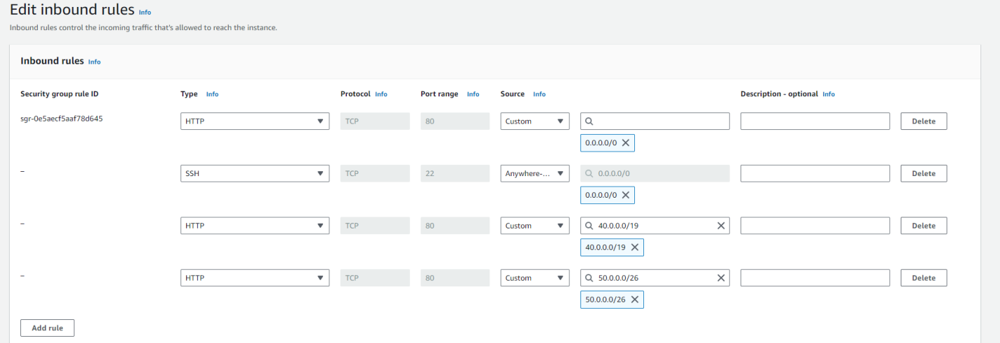 Edit inbound rules Info
Inbound rules control the incoming traffic that's allowed to reach the instance.
Inbound rules Info
Security group rule ID Type Info Protocol Info Port range Info Source Info Description - optional Info
sgr-0e5aecf5aaf78d645 HTTP TCP 80 Custom Delete
0.0.0.0/0
– SSH TCP 22 Anywhere-... 0.0.0.0/0 Delete
0.0.0.0/0
– HTTP TCP 80 Custom 40.0.0.0/19 Delete
40.0.0.0/19
– HTTP TCP 80 Custom 50.0.0.0/26 Delete
50.0.0.0/26
Add rule